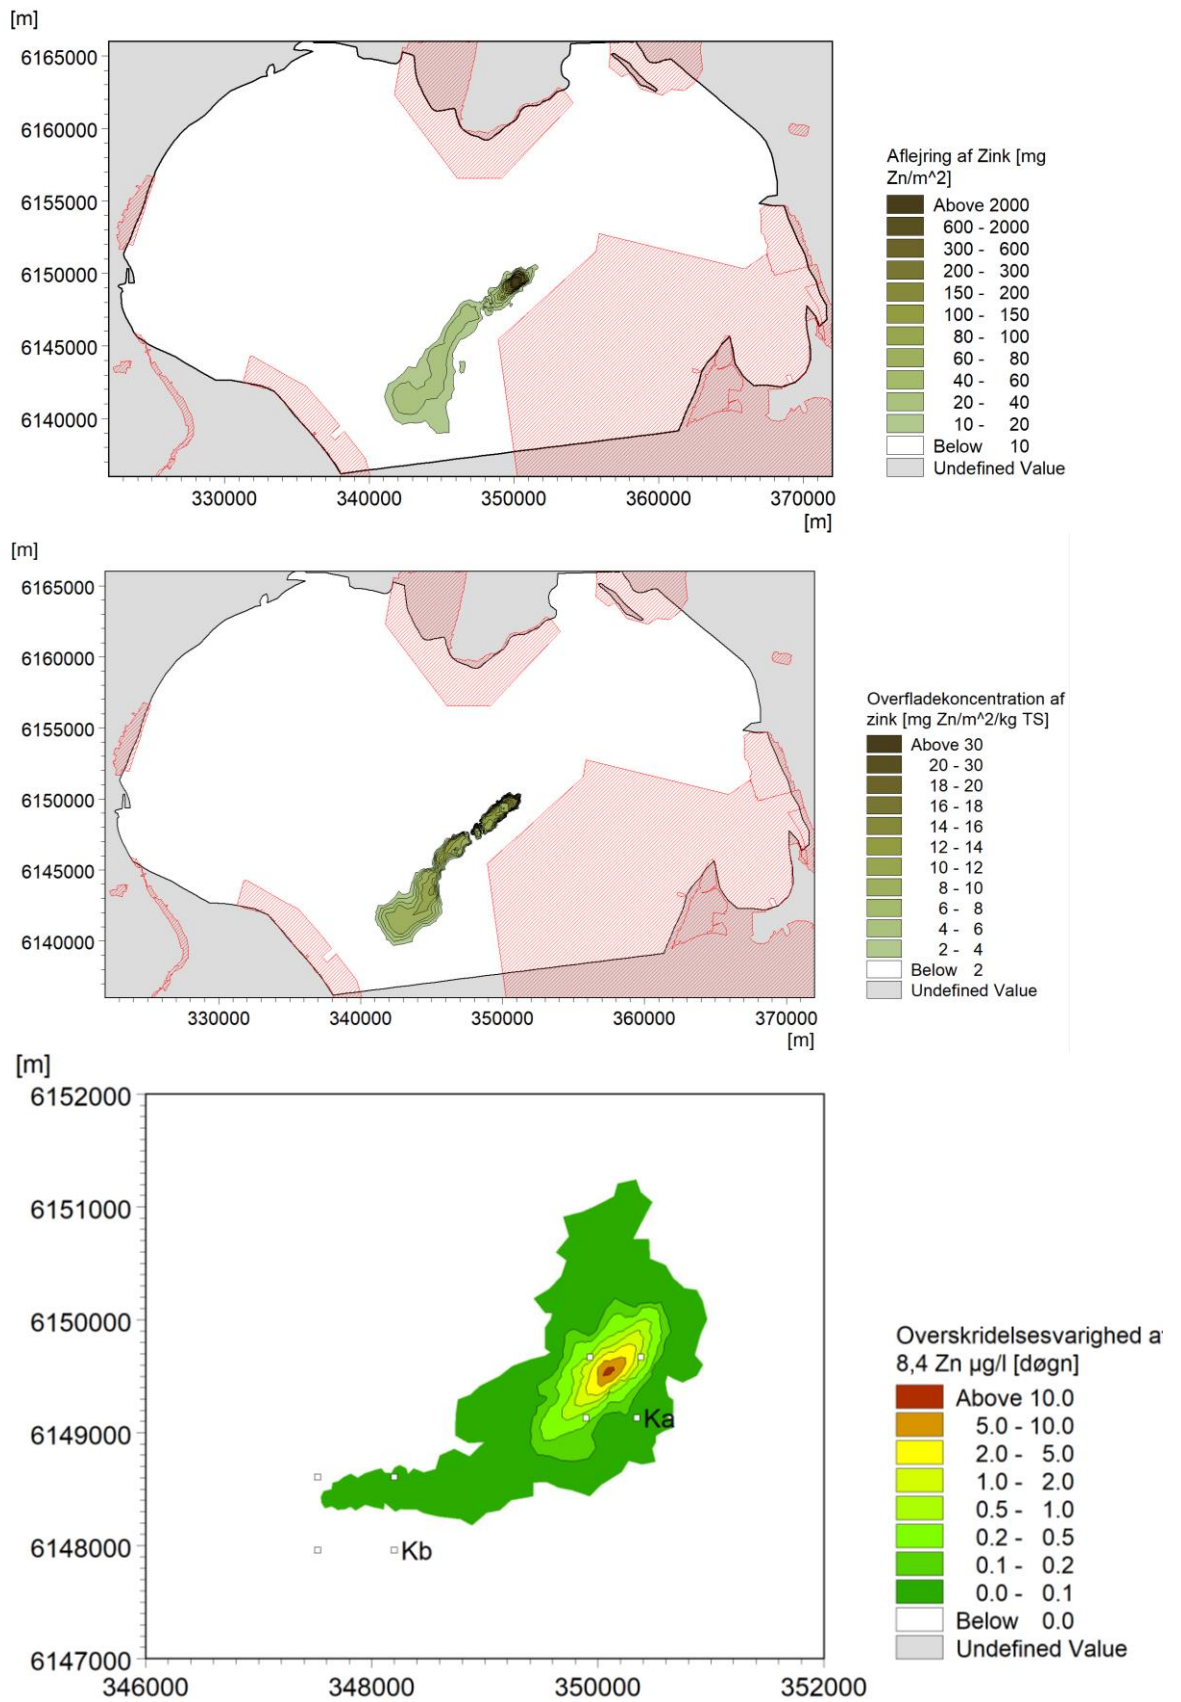 [m]
6165000
6160000
6155000
6150000
6145000
6140000
330000 340000 350000 360000 370000
[m]
Aflejring af Zink [mg
Zn/m^2]
Above 2000
600 - 2000
300 - 600
200 - 300
150 - 200
100 - 150
80 - 100
60 - 80
40 - 60
20 - 40
10 - 20
Below 10
Undefined Value
[m]
6165000
6160000
6155000
6150000
6145000
6140000
330000 340000 350000 360000 370000
[m]
Overfladekoncentration af
zink [mg Zn/m^2/kg TS]
Above 30
20 - 30
18 - 20
16 - 18
14 - 16
12 - 14
10 - 12
8 - 10
6 - 8
4 - 6
2 - 4
Below 2
Undefined Value
[m]
6152000
6151000
6150000
6149000
6148000
6147000
346000 348000 350000 352000
Ka
Kb
Overskridelsesvarighed a
8,4 Zn µg/l [døgn]
Above 10.0
5.0 - 10.0
2.0 - 5.0
1.0 - 2.0
0.5 - 1.0
0.2 - 0.5
0.1 - 0.2
0.0 - 0.1
Below 0.0
Undefined Value